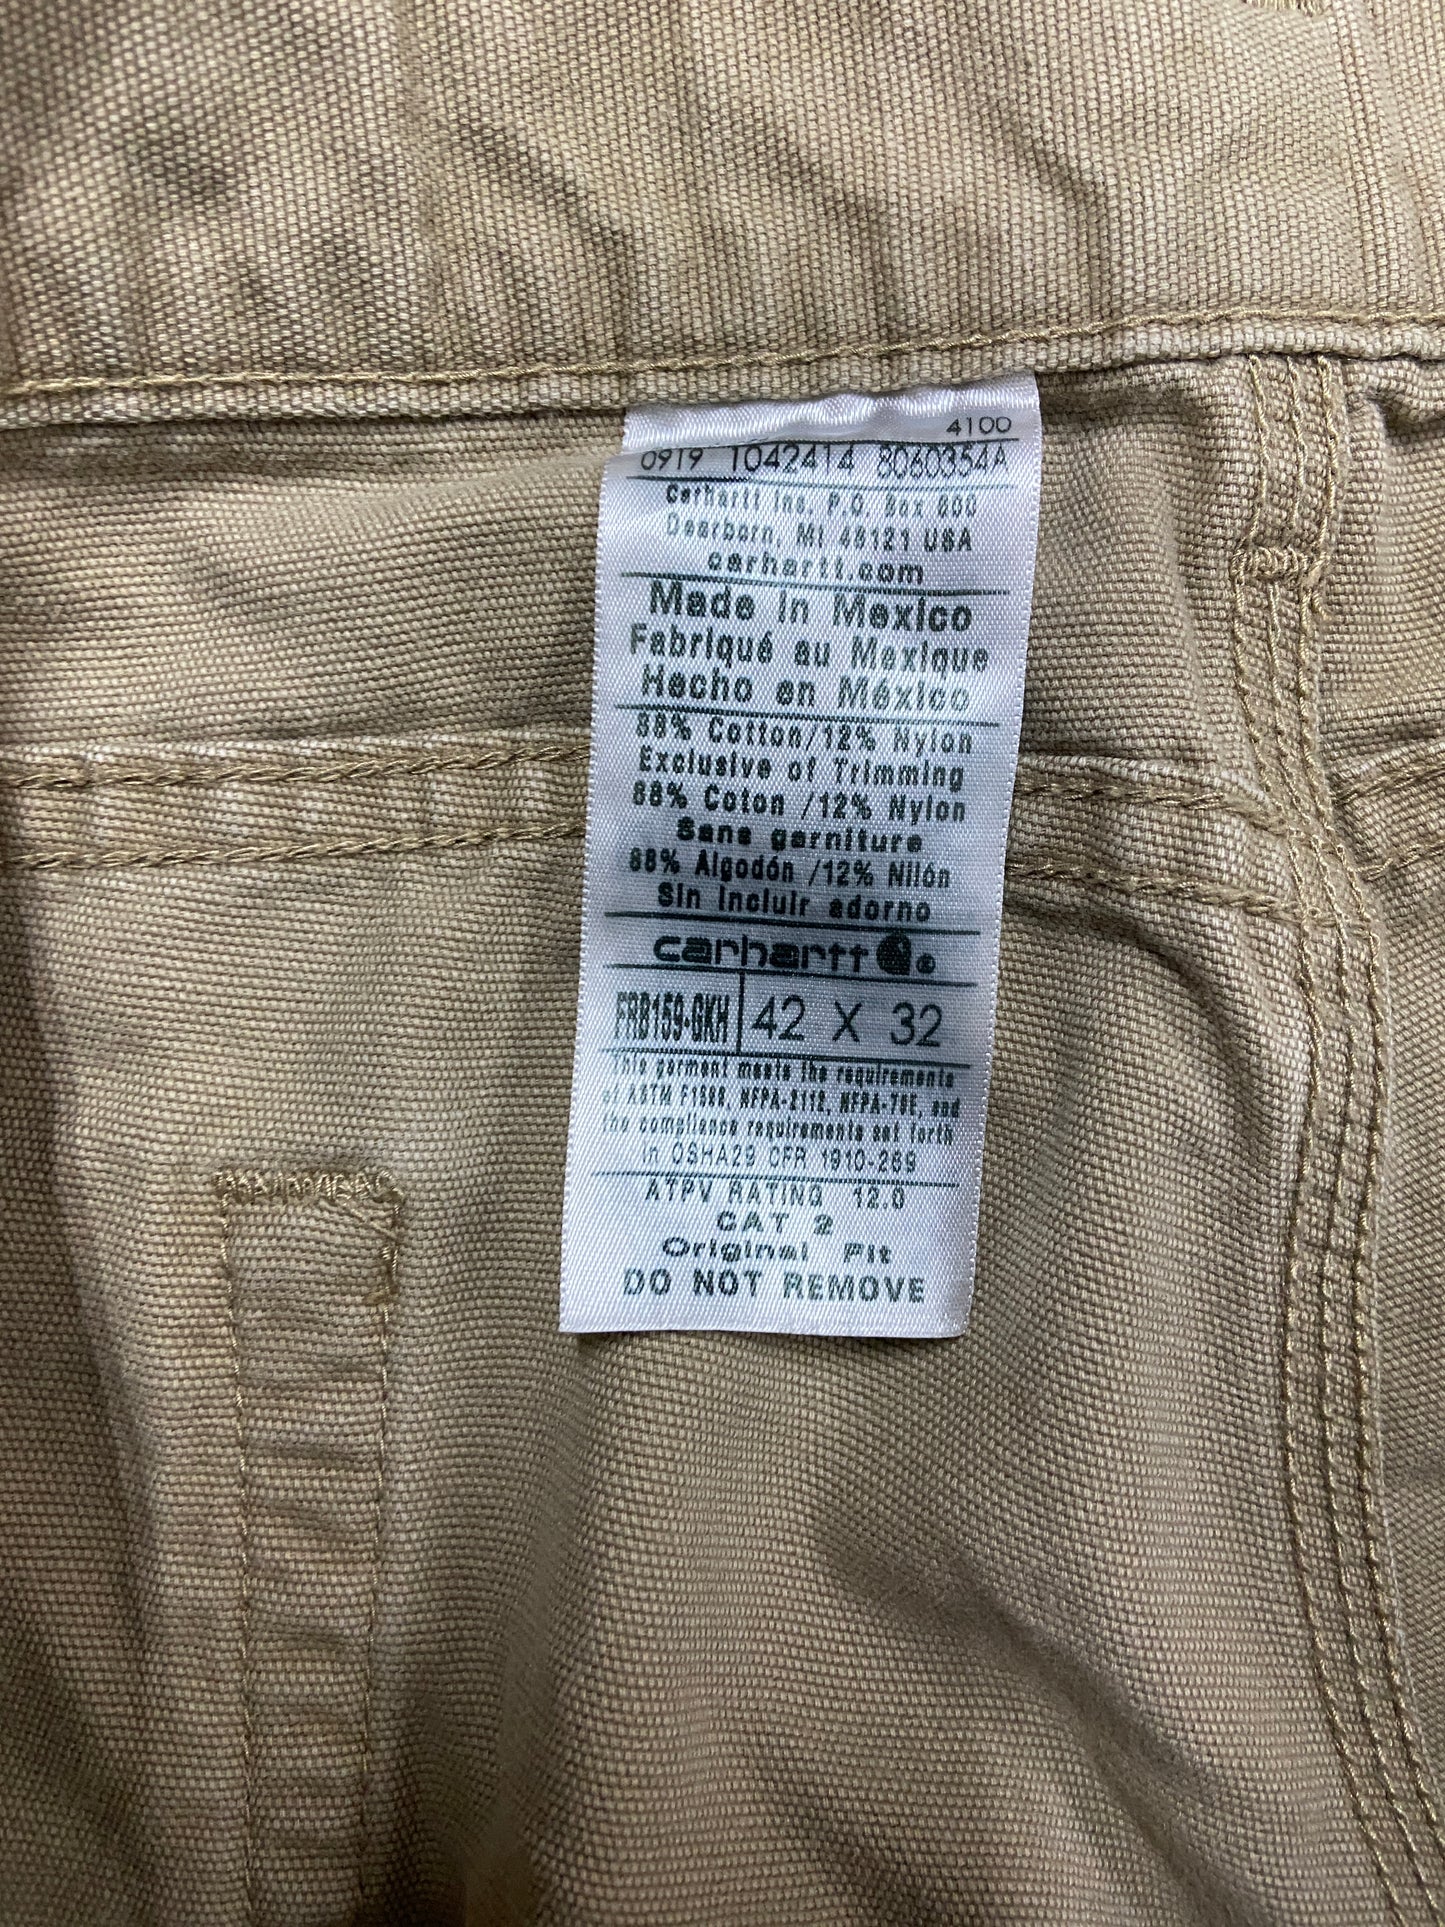 4100
0919 1042414 8060354A
Carhartt Inc. P.O. Box 600
Dearborn, MI 48121 USA
carhartt.com
Made in Mexico
Fabriqué au Mexique
Hecho en México
88% Cotton/12% Nylon
Exclusive of Trimming
88% Coton /12% Nylon
Sans garniture
88% Algodón /12% Nilón
Sin incluir adorno
carhartt ®
FRB159-GKH 42 X 32
This garment meets the requirements
of ASTM F1506, NFPA-2112, NFPA-70E, and
the compliance requirements set forth
in OSHA29 CFR 1910-269
ATPV RATING 12.0
CAT 2
Original Fit
DO NOT REMOVE